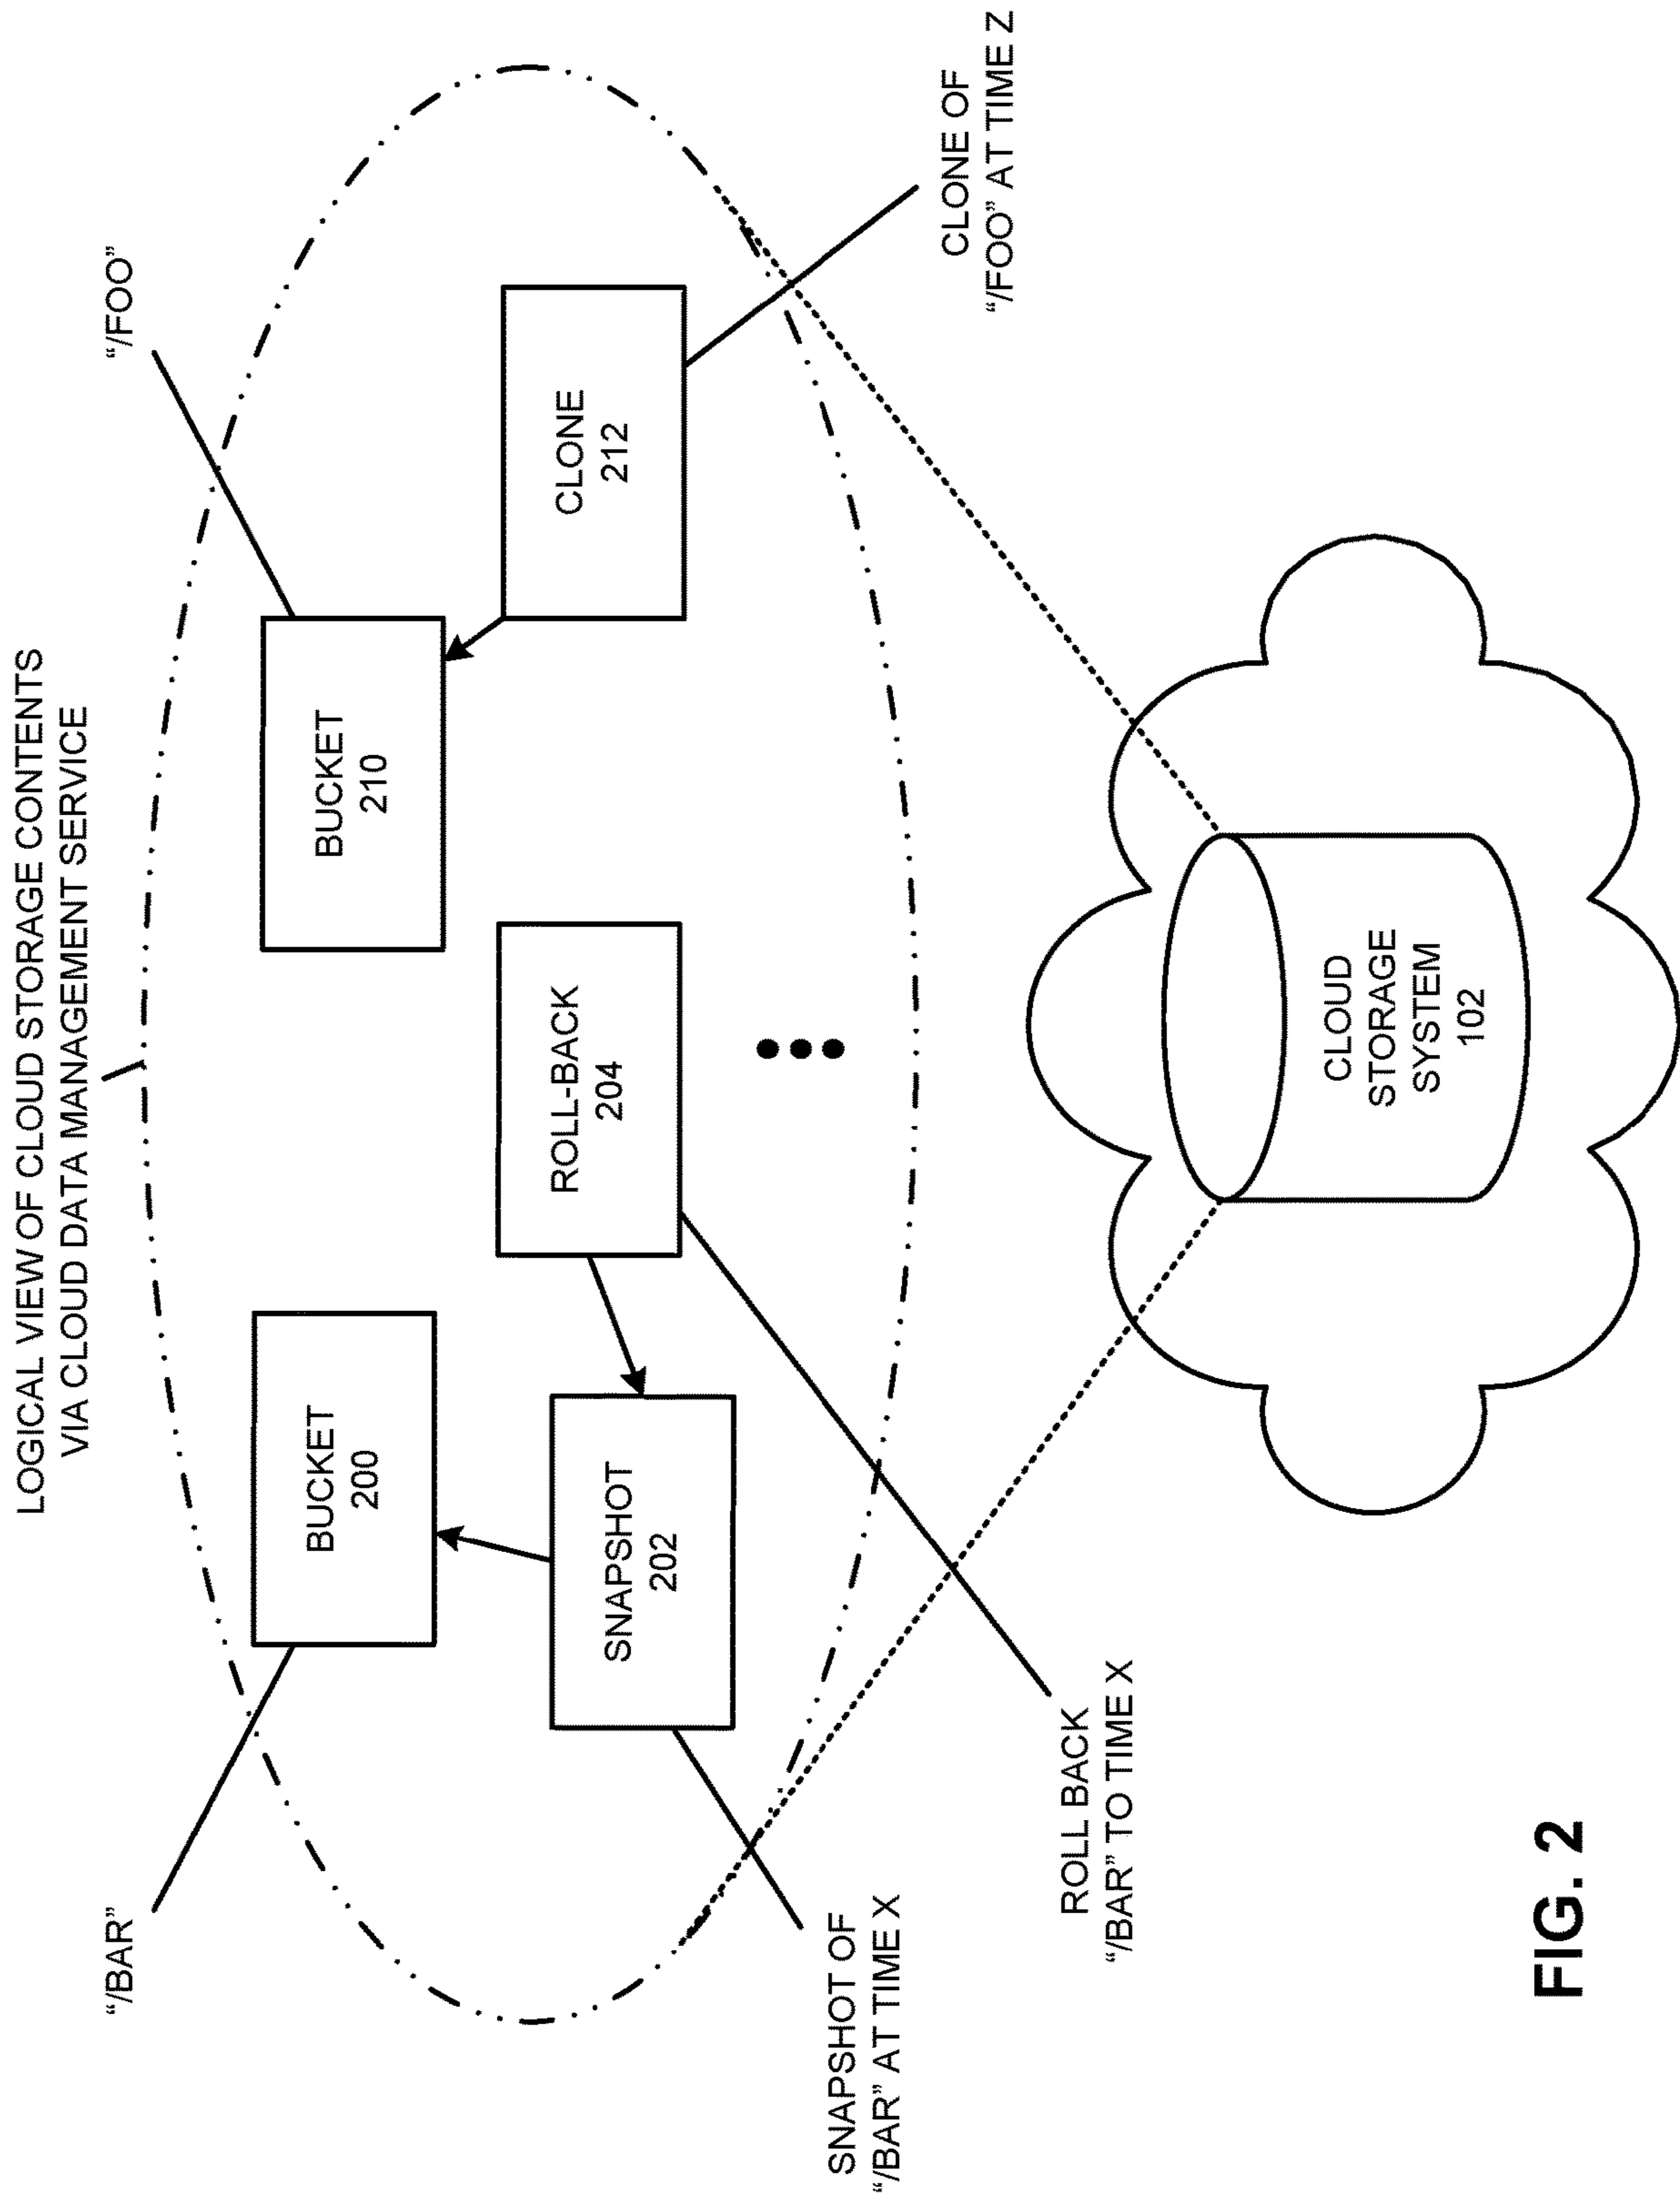 LOGICAL VIEW OF CLOUD STORAGE CONTENTS
VIA CLOUD DATA MANAGEMENT SERVICE
“/BAR”
“/FOO”
BUCKET
200
BUCKET
210
SNAPSHOT
202
ROLL-BACK
204
CLONE
212
SNAPSHOT OF
“/BAR” AT TIME X
ROLL BACK
“/BAR” TO TIME X
CLONE OF
“/FOO” AT TIME Z
CLOUD
STORAGE
SYSTEM
102
FIG. 2